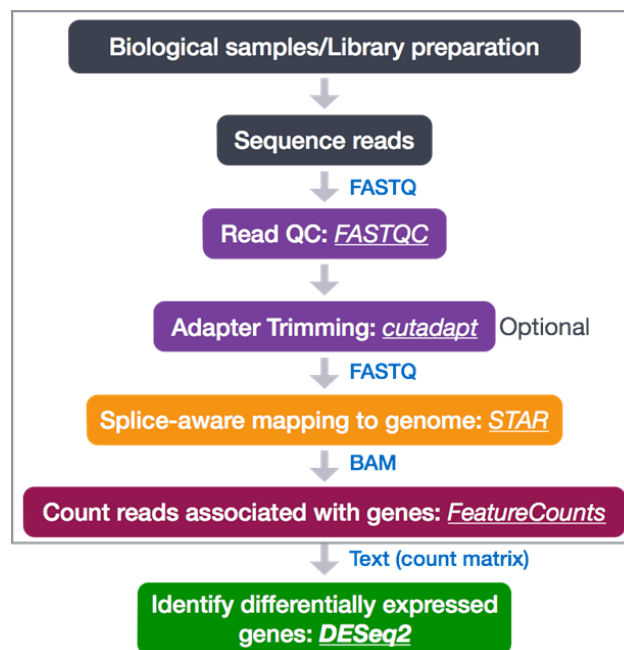 Biological samples/Library preparation
Sequence reads
FASTQ
Read QC: FASTQC
Adapter Trimming: cutadapt Optional
FASTQ
Splice-aware mapping to genome: STAR
BAM
Count reads associated with genes: FeatureCounts
Text (count matrix)
Identify differentially expressed
genes: DESeq2